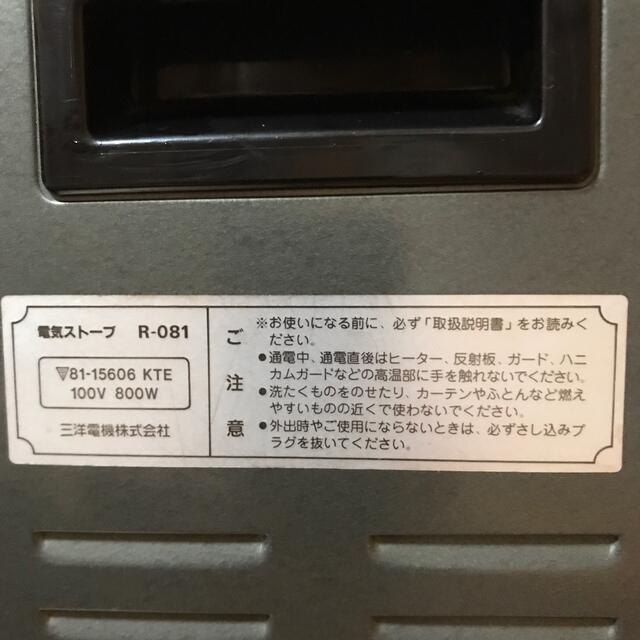 電気ストーブ R-081
▽81-15606 KTE
100V 800W
三洋電機株式会社
ご注意
※お使いになる前に、必ず「取扱説明書」をお読みく
ださい。
●通電中、通電直後はヒーター、反射板、ガード、ハニ
カムガードなどの高温部に手を触れないでください。
●洗たくものをのせたり、カーテンやふとんなど燃え
やすいものの近くで使わないでください。
●外出時やご使用にならないときは、必ずさし込みプ
ラグを抜いてください。